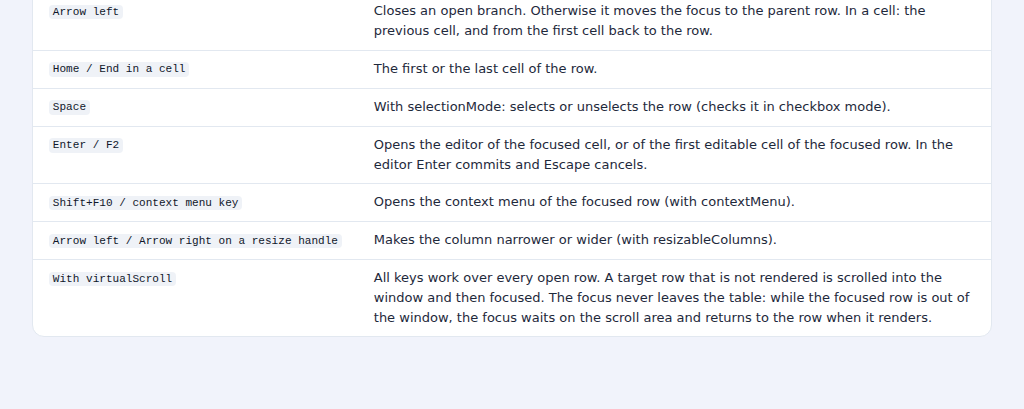 Arrow left
Closes an open branch. Otherwise it moves the focus to the parent row. In a cell: the
previous cell, and from the first cell back to the row.
Home / End in a cell
The first or the last cell of the row.
Space
With selectionMode: selects or unselects the row (checks it in checkbox mode).
Enter / F2
Opens the editor of the focused cell, or of the first editable cell of the focused row. In the
editor Enter commits and Escape cancels.
Shift+F10 / context menu key
Opens the context menu of the focused row (with contextMenu).
Arrow left / Arrow right on a resize handle
Makes the column narrower or wider (with resizableColumns).
With virtualScroll
All keys work over every open row. A target row that is not rendered is scrolled into the
window and then focused. The focus never leaves the table: while the focused row is out of
the window, the focus waits on the scroll area and returns to the row when it renders.